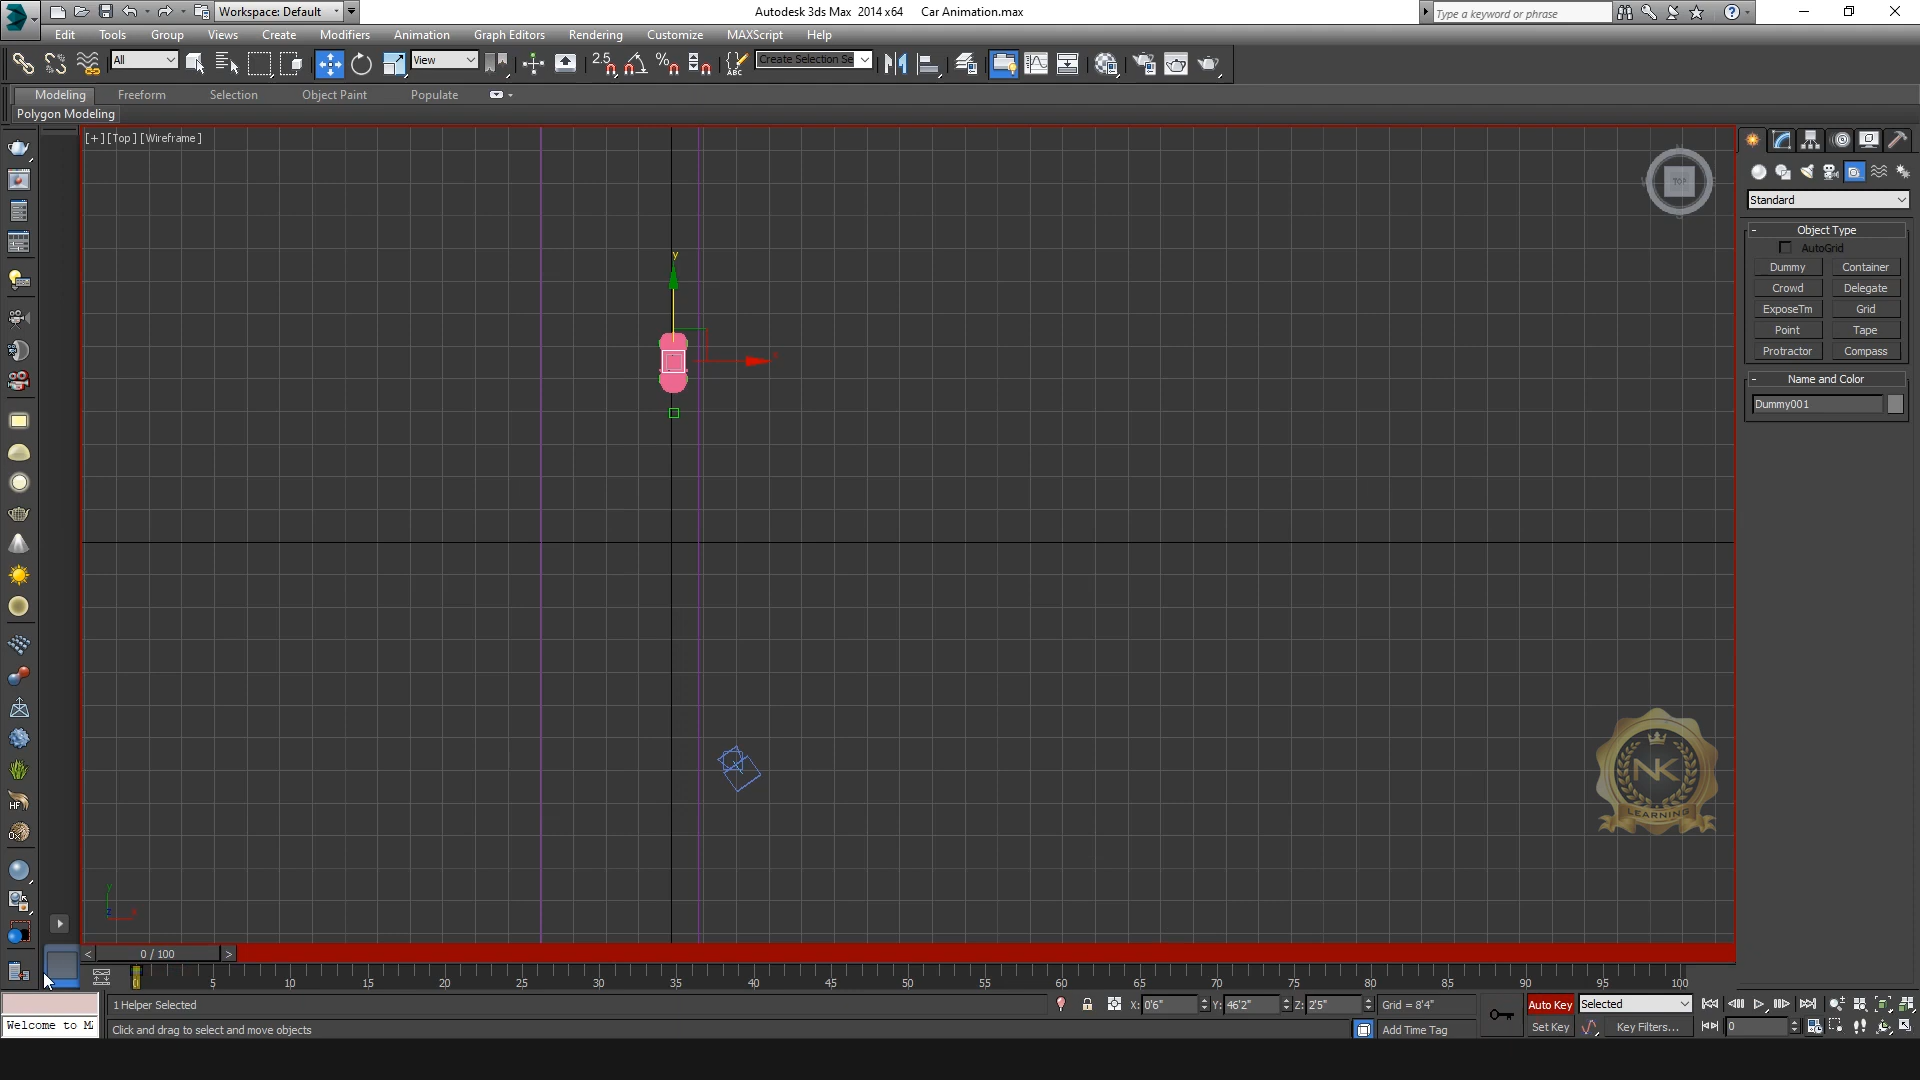 Workspace: Default
Autodesk 3ds Max 2014 x64 Car Animation.max
Type a keyword or phrase
Edit Tools Group Views Create Modifiers Animation Graph Editors Rendering Customize MAXScript Help
All
View
2.5
ABC
Create Selection Se
Modeling Freeform Selection Object Paint Populate
Polygon Modeling
[+] [Top] [Wireframe]
TOP
Standard
- Object Type
AutoGrid
Dummy Container
Crowd Delegate
ExposeTm Grid
Point Tape
Protractor Compass
- Name and Color
Dummy001
y
x
NK
LEARNING
HF
< 0 / 100 >
0 5 10 15 20 25 30 35 40 45 50 55 60 65 70 75 80 85 90 95 100
1 Helper Selected
X: 0'6" Y: 46'2" Z: 2'5" Grid = 8'4"
Auto Key Selected
Welcome to M
Click and drag to select and move objects
Add Time Tag
Set Key Key Filters...
0